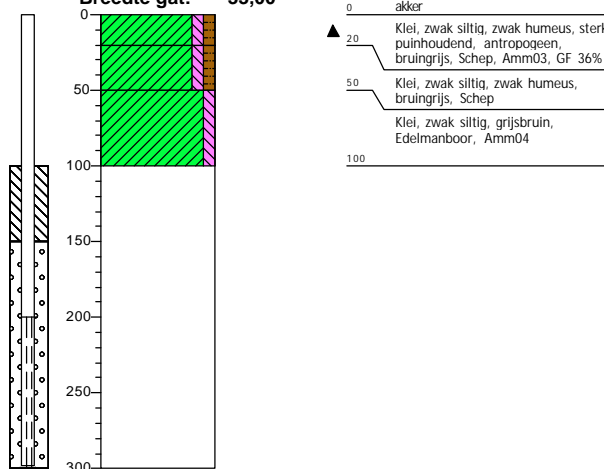 Breedte gat: 35,00
0
50
100
150
200
250
300
0
akker
Klei, zwak siltig, zwak humeus, sterk
20
puinhoudend, antropogeen,
bruingrijs, Schep, Amm03, GF 36%
50
Klei, zwak siltig, zwak humeus,
bruingrijs, Schep
Klei, zwak siltig, grijsbruin,
Edelmanboor, Amm04
100